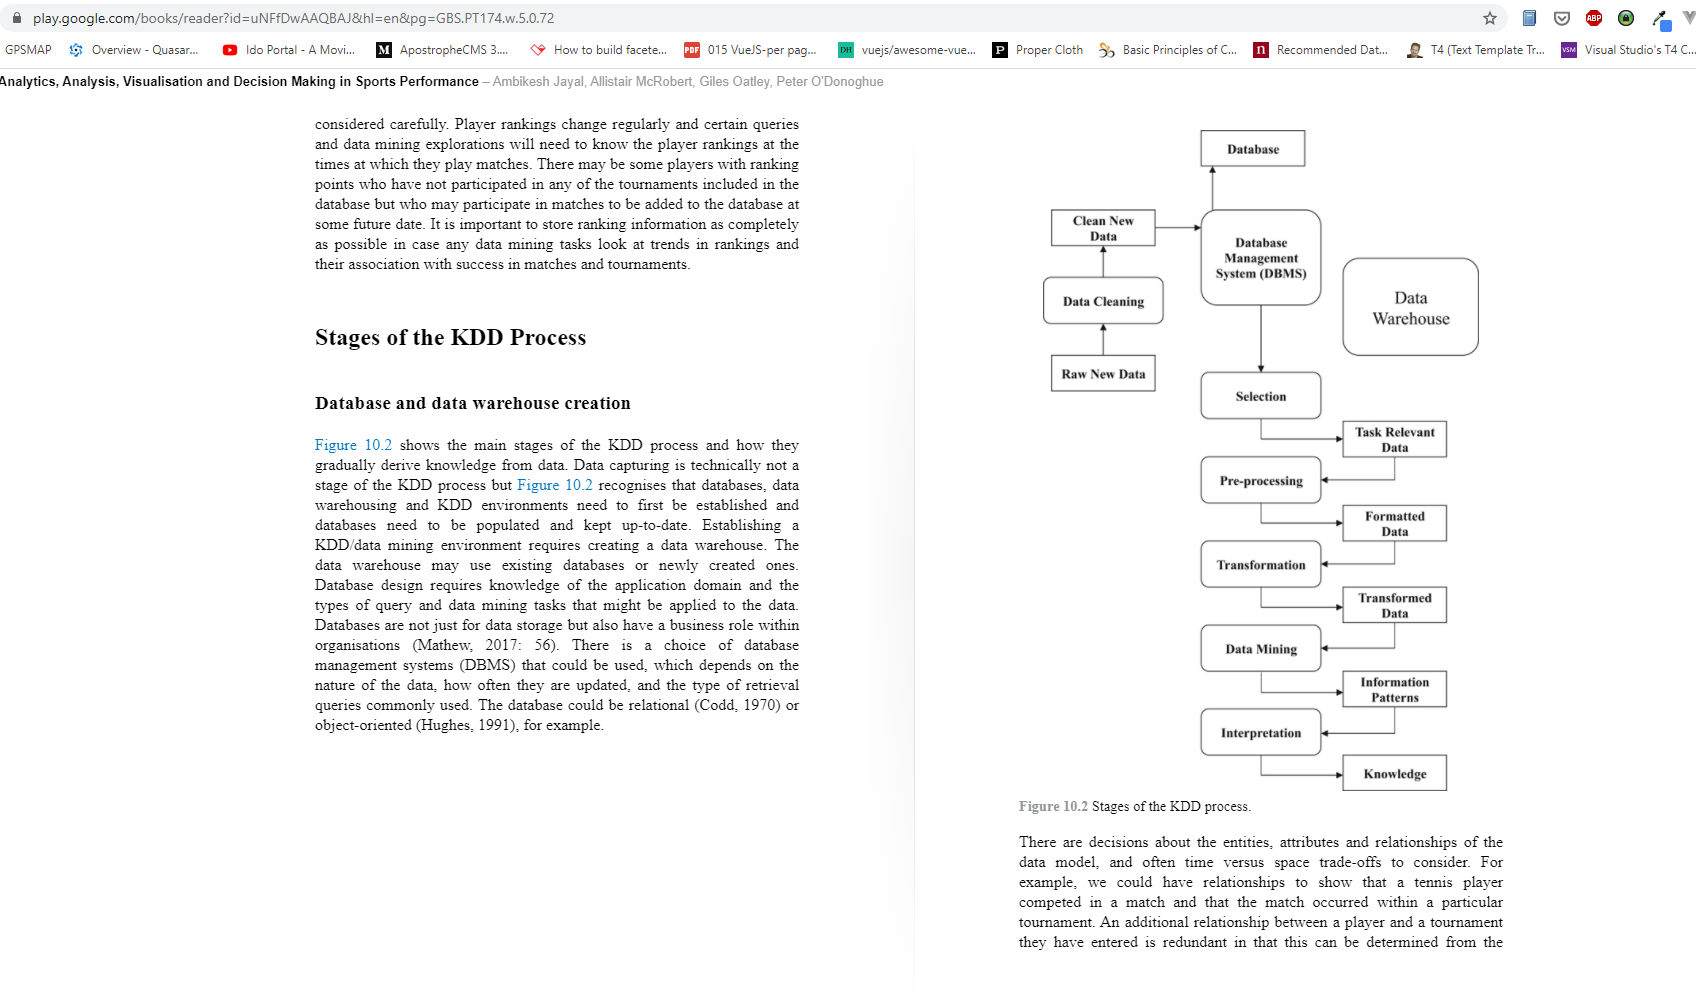 play.google.com/books/reader?id=uNFfDwAAQBAJ&hl=en&pg=GBS.PT174.w.5.0.72
ABP
GPSMAP
Overview - Quasar...
Ido Portal - A Movi...
M
ApostropheCMS 3....
How to build facete...
PDF
015 VueJS-per pag...
DH
vuejs/awesome-vue...
P
Proper Cloth
Basic Principles of C...
n
Recommended Dat...
T4 (Text Template Tr...
VSM
Visual Studio's T4 C...
Analytics, Analysis, Visualisation and Decision Making in Sports Performance – Ambikesh Jayal, Allistair McRobert, Giles Oatley, Peter O'Donoghue
considered carefully. Player rankings change regularly and certain queries
and data mining explorations will need to know the player rankings at the
times at which they play matches. There may be some players with ranking
points who have not participated in any of the tournaments included in the
database but who may participate in matches to be added to the database at
some future date. It is important to store ranking information as completely
as possible in case any data mining tasks look at trends in rankings and
their association with success in matches and tournaments.
Stages of the KDD Process
Database and data warehouse creation
Figure 10.2 shows the main stages of the KDD process and how they
gradually derive knowledge from data. Data capturing is technically not a
stage of the KDD process but Figure 10.2 recognises that databases, data
warehousing and KDD environments need to first be established and
databases need to be populated and kept up-to-date. Establishing a
KDD/data mining environment requires creating a data warehouse. The
data warehouse may use existing databases or newly created ones.
Database design requires knowledge of the application domain and the
types of query and data mining tasks that might be applied to the data.
Databases are not just for data storage but also have a business role within
organisations (Mathew, 2017: 56). There is a choice of database
management systems (DBMS) that could be used, which depends on the
nature of the data, how often they are updated, and the type of retrieval
queries commonly used. The database could be relational (Codd, 1970) or
object-oriented (Hughes, 1991), for example.
Database
Clean New
Data
Database
Management
System (DBMS)
Data Cleaning
Data
Warehouse
Raw New Data
Selection
Task Relevant
Data
Pre-processing
Formatted
Data
Transformation
Transformed
Data
Data Mining
Information
Patterns
Interpretation
Knowledge
Figure 10.2 Stages of the KDD process.
There are decisions about the entities, attributes and relationships of the
data model, and often time versus space trade-offs to consider. For
example, we could have relationships to show that a tennis player
competed in a match and that the match occurred within a particular
tournament. An additional relationship between a player and a tournament
they have entered is redundant in that this can be determined from the